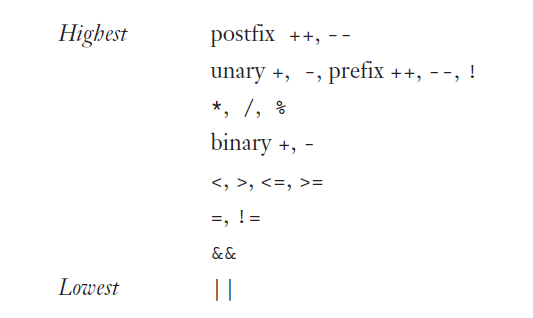 Highest postfix ++, --
unary +, -, prefix ++, --, !
*, /, %
binary +, -
<, >, <=, >=
=, !=
&&
Lowest ||